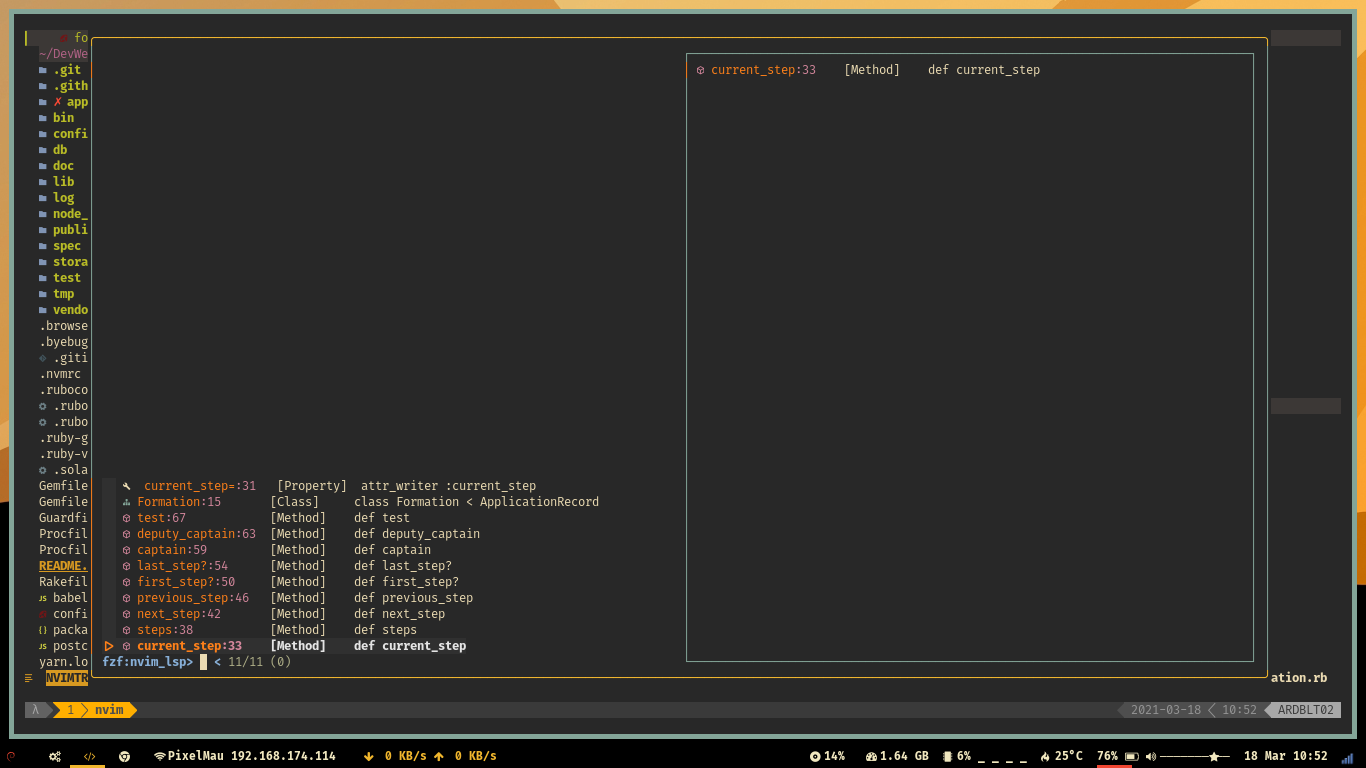 fo
~/DevWe
.git
.gith
✗ app
bin
confi
db
doc
lib
log
node_
publi
spec
stora
test
tmp
vendo
.browse
.byebug
.giti
.nvmrc
.ruboco
.rubo
.rubo
.ruby-g
.ruby-v
.sola
Gemfile
Gemfile
Guardfi
Procfil
Procfil
README.
Rakefil
JS babel
confi
{} packa
JS postc
yarn.lo
NVIMTR
current_step:33 [Method] def current_step
current_step=:31 [Property] attr_writer :current_step
Formation:15 [Class] class Formation < ApplicationRecord
test:67 [Method] def test
deputy_captain:63 [Method] def deputy_captain
captain:59 [Method] def captain
last_step?:54 [Method] def last_step?
first_step?:50 [Method] def first_step?
previous_step:46 [Method] def previous_step
next_step:42 [Method] def next_step
steps:38 [Method] def steps
current_step:33 [Method] def current_step
fzf:nvim_lsp> < 11/11 (0)
ation.rb
λ 1 nvim 2021-03-18 10:52 ARDBLT02
</> PixelMau 192.168.174.114 0 KB/s 0 KB/s 14% 1.64 GB 6% _ _ _ _ 25°C 76% 18 Mar 10:52